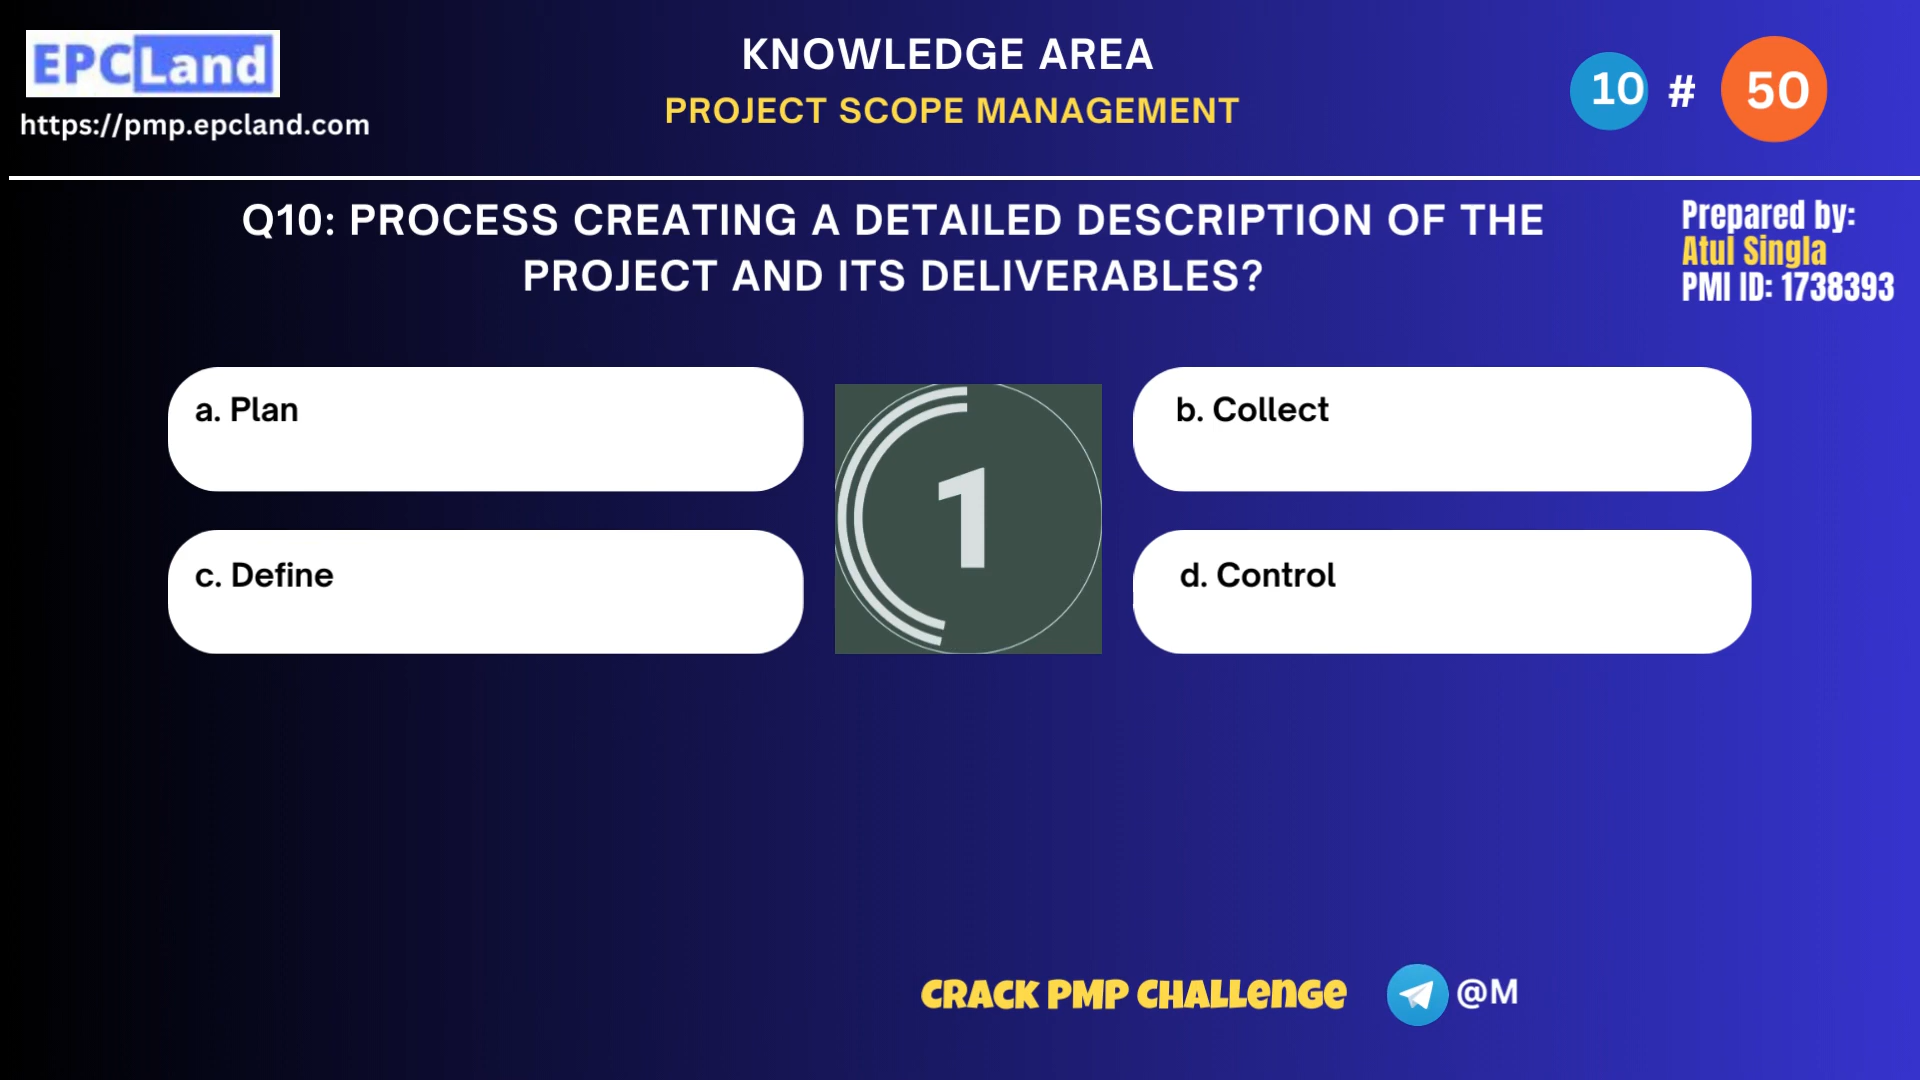 EPCLand
https://pmp.epcland.com
KNOWLEDGE AREA
PROJECT SCOPE MANAGEMENT
10 # 50
Q10: PROCESS CREATING A DETAILED DESCRIPTION OF THE
PROJECT AND ITS DELIVERABLES?
Prepared by:
Atul Singla
PMI ID: 1738393
a. Plan
b. Collect
1
c. Define
d. Control
CRACK PMP CHALLENGE
@M